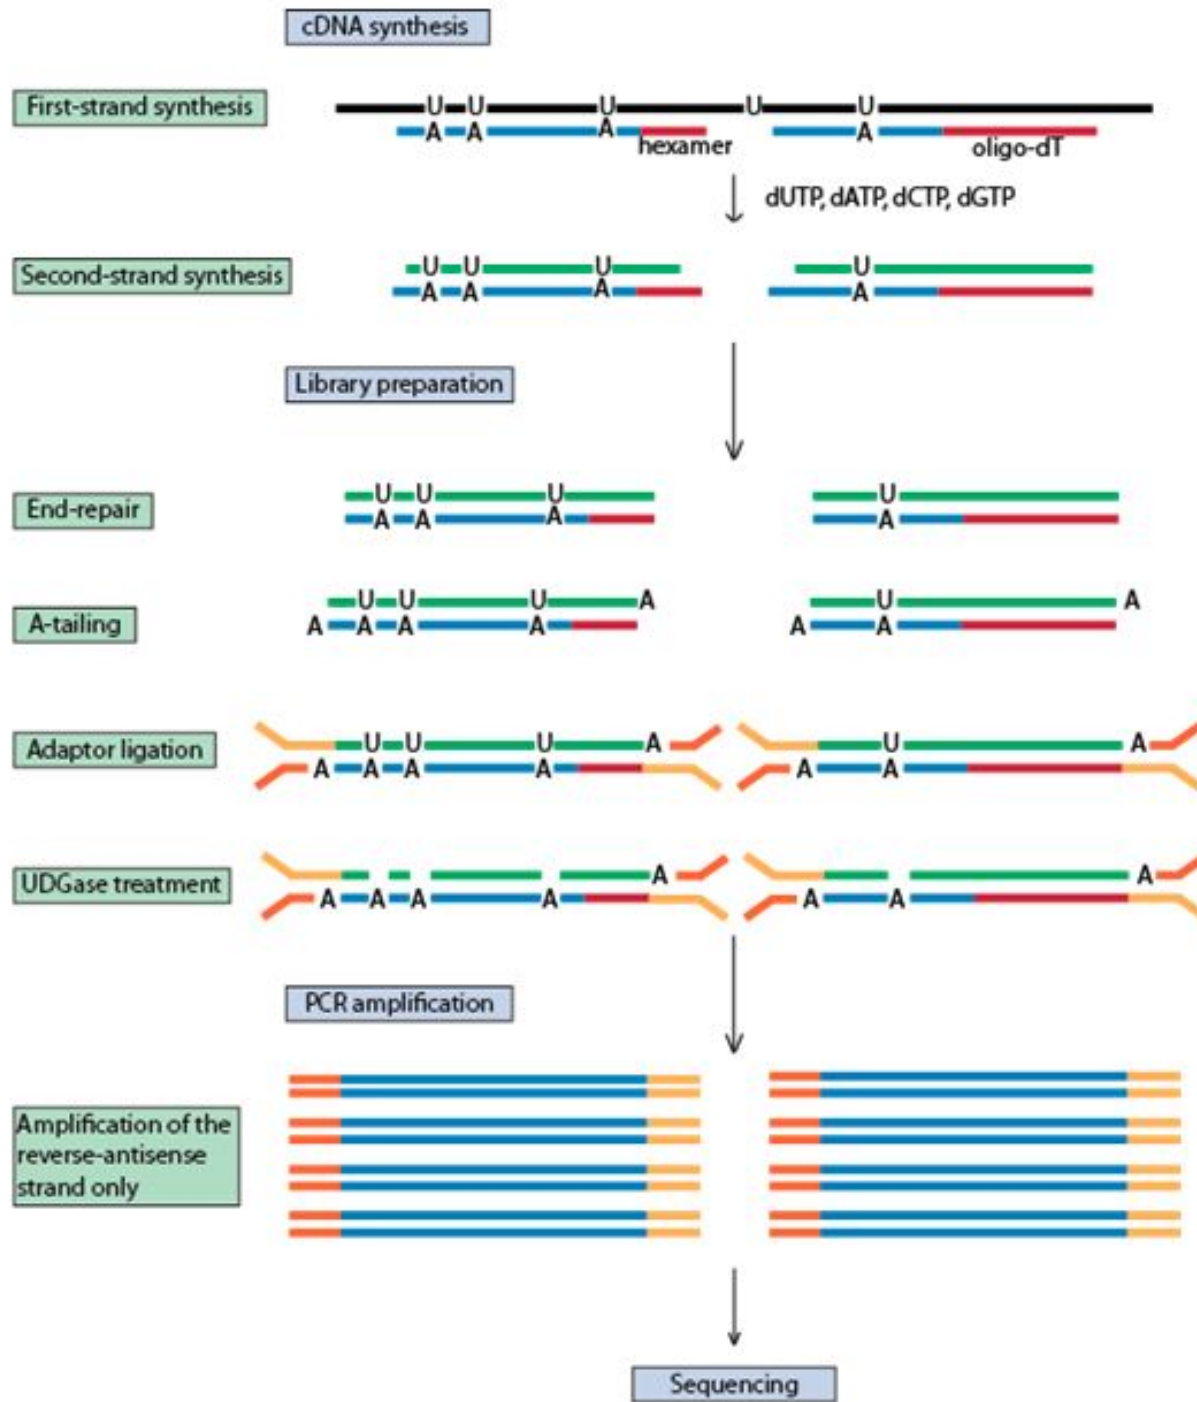 cDNA synthesis
First-strand synthesis
U U U U U
A A A A
hexamer oligo-dT
dUTP, dATP, dCTP, dGTP
Second-strand synthesis
U U U U
A A A A
Library preparation
End-repair
U U U U
A A A A
A-tailing
U U U A U A
A A A A A A
Adaptor ligation
U U U A U A
A A A A A A
UDGase treatment
A A
A A A A A A
PCR amplification
Amplification of the
reverse-antisense
strand only
Sequencing